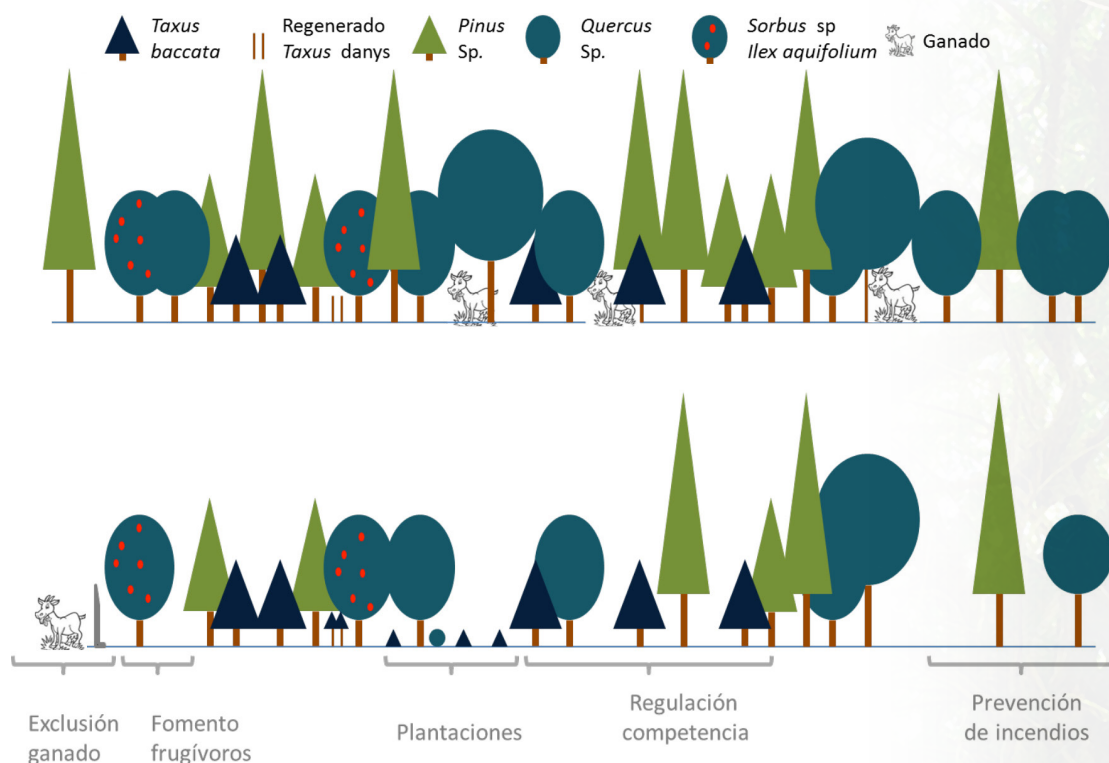 Taxus
baccata
Regenerado
Taxus danys
Pinus
Sp.
Quercus
Sp.
Sorbus sp
Ilex aquifolium
Ganado
Exclusión
ganado
Fomento
frugívoros
Plantaciones
Regulación
competencia
Prevención
de incendios